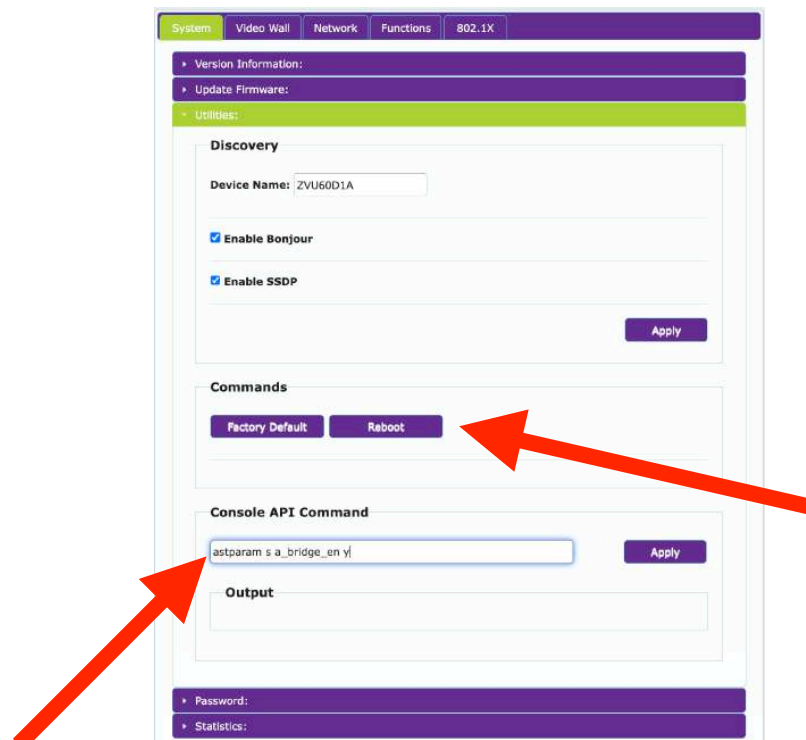 System Video Wall Network Functions 802.1X
Version Information:
Update Firmware:
Utilities:
Discovery
Device Name: ZVU60D1A
Enable Bonjour
Enable SSDP
Apply
Commands
Factory Default Reboot
Console API Command
astparam s a_bridge_en y Apply
Output
Password:
Statistics: